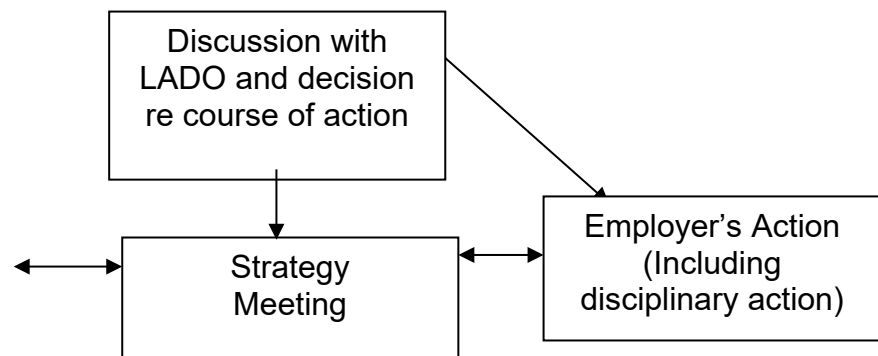 Discussion with
LADO and decision
re course of action
Strategy
Meeting
Employer’s Action
(Including
disciplinary action)